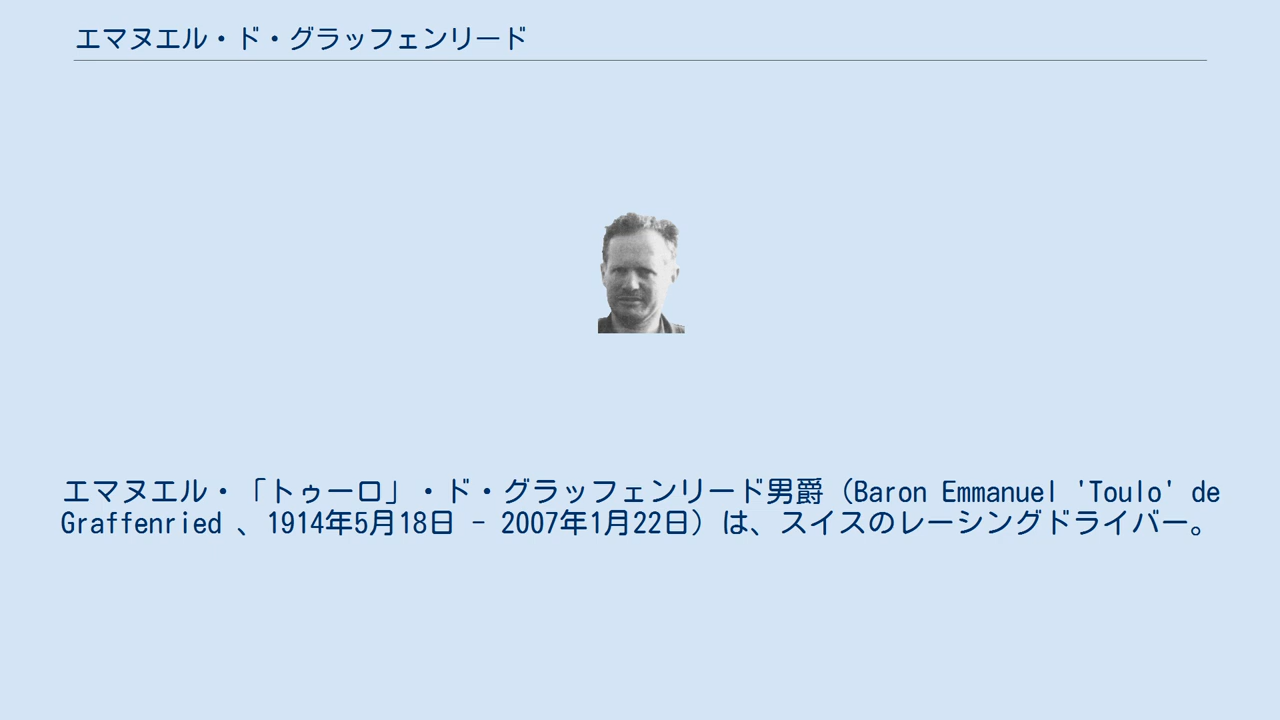 エマヌエル・ド・グラッフェンリード
エマヌエル・「トゥーロ」・ド・グラッフェンリード男爵（Baron Emmanuel 'Toulo' de
Graffenried 、1914年5月18日 - 2007年1月22日）は、スイスのレーシングドライバー。